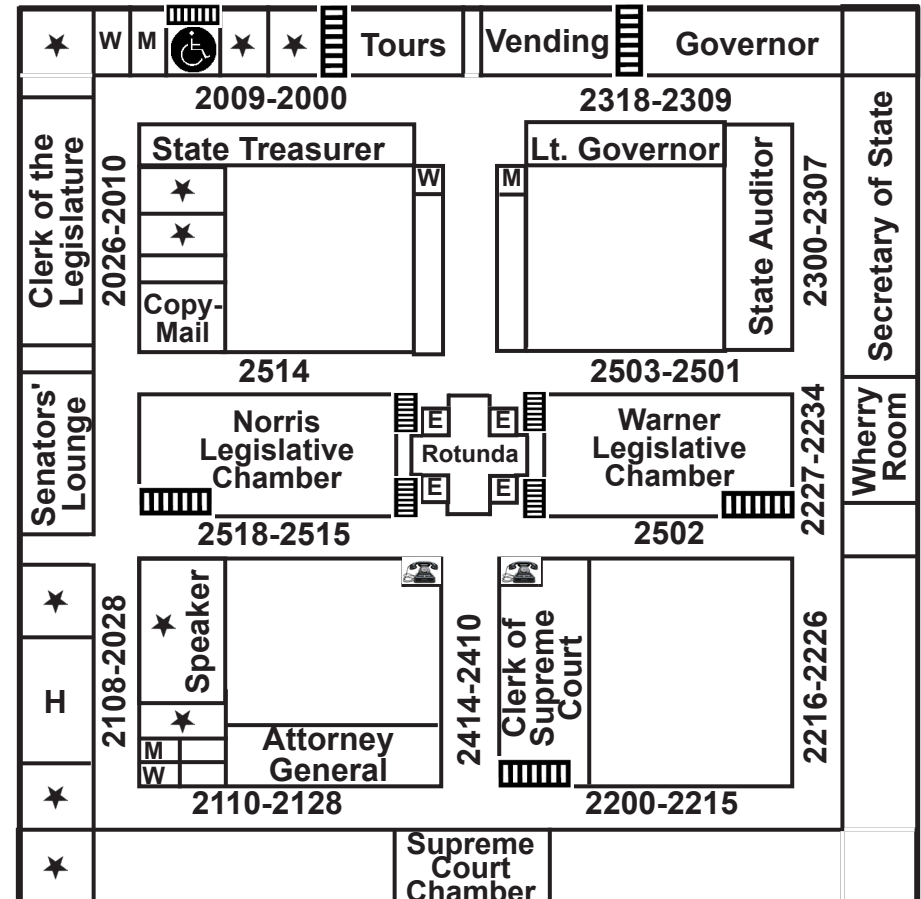 W M Tours Vending Governor
2009-2000 2318-2309
Clerk of the
Legislature
2026-2010
State Treasurer
W
Copy-
Mail
Lt. Governor
M
State Auditor
2300-2307
Secretary of State
2514 2503-2501
Senators'
Lounge
Norris
Legislative
Chamber
E E
Rotunda
E E
Warner
Legislative
Chamber
2227-2234
Wherry
Room
2518-2515 2502
H
2108-2028
Speaker
M
W
Attorney
General
2414-2410
Clerk of
Supreme
Court
2216-2226
2110-2128 2200-2215
Supreme
Court
Chamber